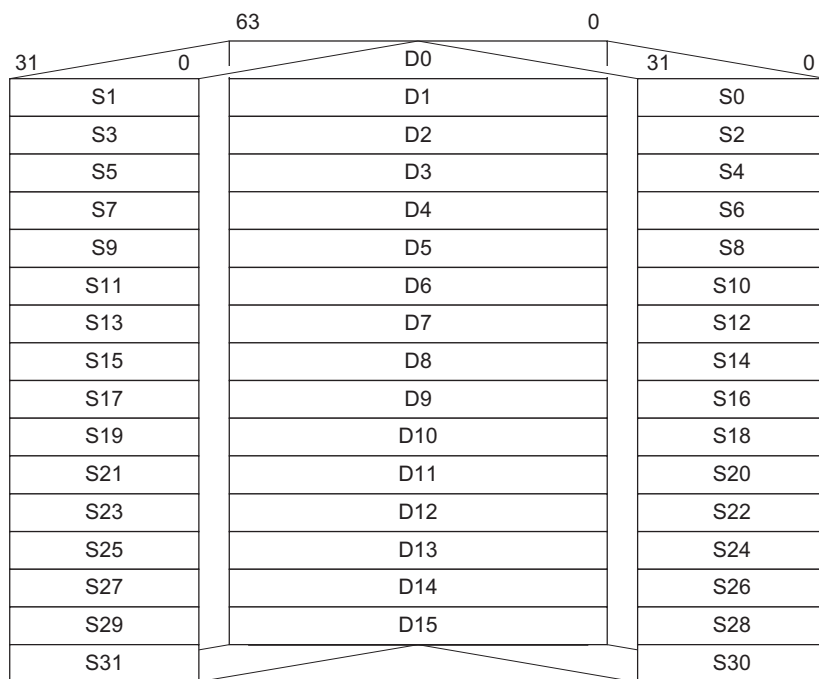 63 0
31 0 D0 31 0
S1 D1 S0
S3 D2 S2
S5 D3 S4
S7 D4 S6
S9 D5 S8
S11 D6 S10
S13 D7 S12
S15 D8 S14
S17 D9 S16
S19 D10 S18
S21 D11 S20
S23 D12 S22
S25 D13 S24
S27 D14 S26
S29 D15 S28
S31 S30